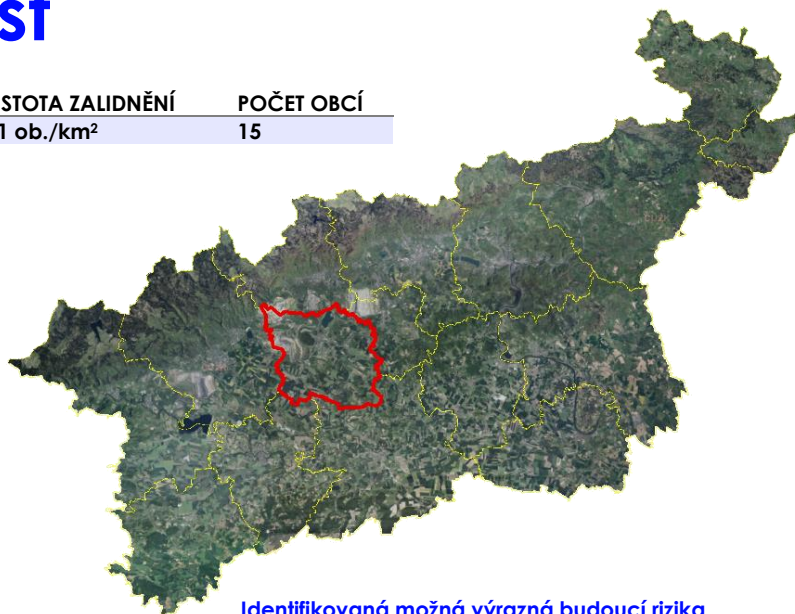 st
STOTA ZALIDNĚNÍ POČET OBCÍ
1 ob./km² 15
Identifikovaná možná výrazná budoucí rizika